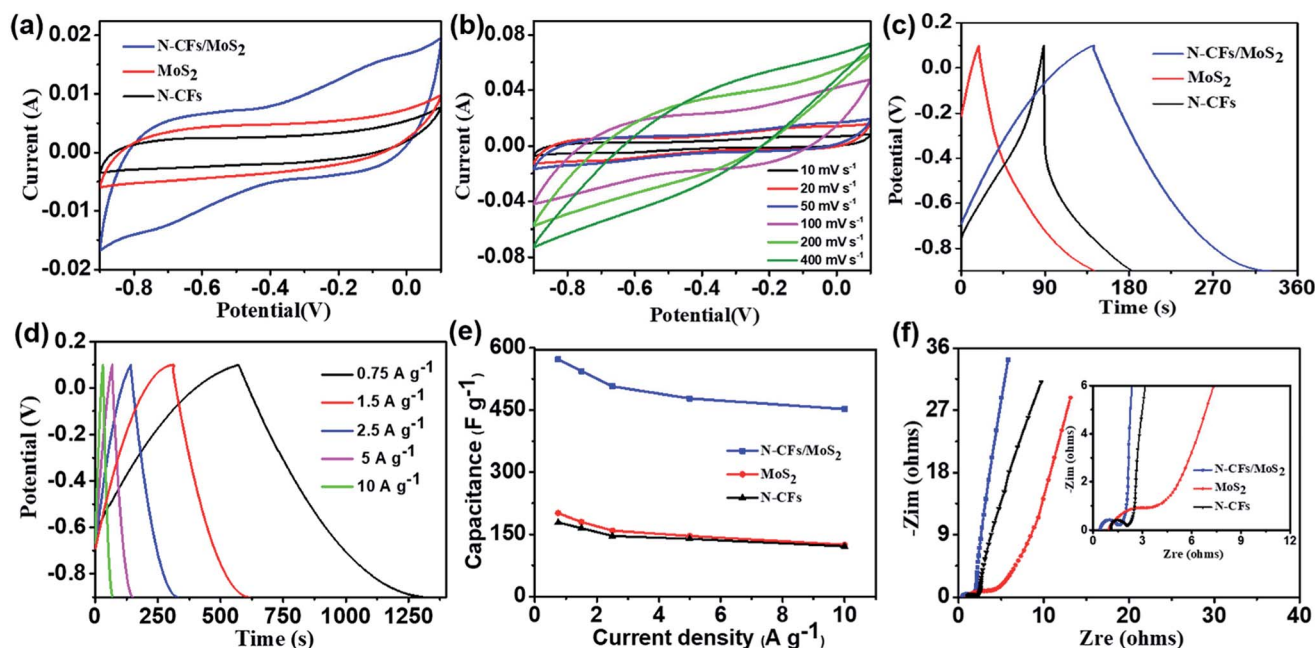 (a)
0.02
0.01
0.00
-0.01
-0.02
Current (A)
N-CFs/MoS2
MoS2
N-CFs
-0.8
-0.6
-0.4
-0.2
0.0
Potential(V)
(b)
0.08
0.04
0.00
-0.04
-0.08
Current (A)
10 mV s-1
20 mV s-1
50 mV s-1
100 mV s-1
200 mV s-1
400 mV s-1
-0.8
-0.6
-0.4
-0.2
0.0
Potential(V)
(c)
0.2
0.0
-0.2
-0.4
-0.6
-0.8
Potential (V)
N-CFs/MoS2
MoS2
N-CFs
0
90
180
270
360
Time (s)
(d)
0.2
0.0
-0.2
-0.4
-0.6
-0.8
Potential (V)
0.75 A g-1
1.5 A g-1
2.5 A g-1
5 A g-1
10 A g-1
0
250
500
750
1000
1250
Time (s)
(e)
600
450
300
150
0
Capacitance (F g-1)
N-CFs/MoS2
MoS2
N-CFs
0
2
4
6
8
10
Current density (A g-1)
(f)
36
27
18
9
0
-Zim (ohms)
6
4
2
0
-Zim (ohms)
N-CFs/MoS2
MoS2
N-CFs
0
3
6
9
12
Zre (ohms)
0
10
20
30
40
Zre (ohms)